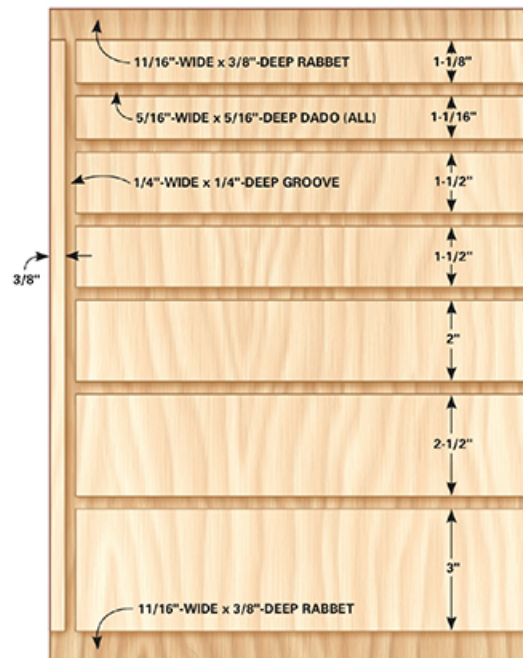 11/16"-WIDE x 3/8"-DEEP RABBET
1-1/8"
5/16"-WIDE x 5/16"-DEEP DADO (ALL)
1-1/16"
1/4"-WIDE x 1/4"-DEEP GROOVE
1-1/2"
3/8"
1-1/2"
2"
2-1/2"
3"
11/16"-WIDE x 3/8"-DEEP RABBET